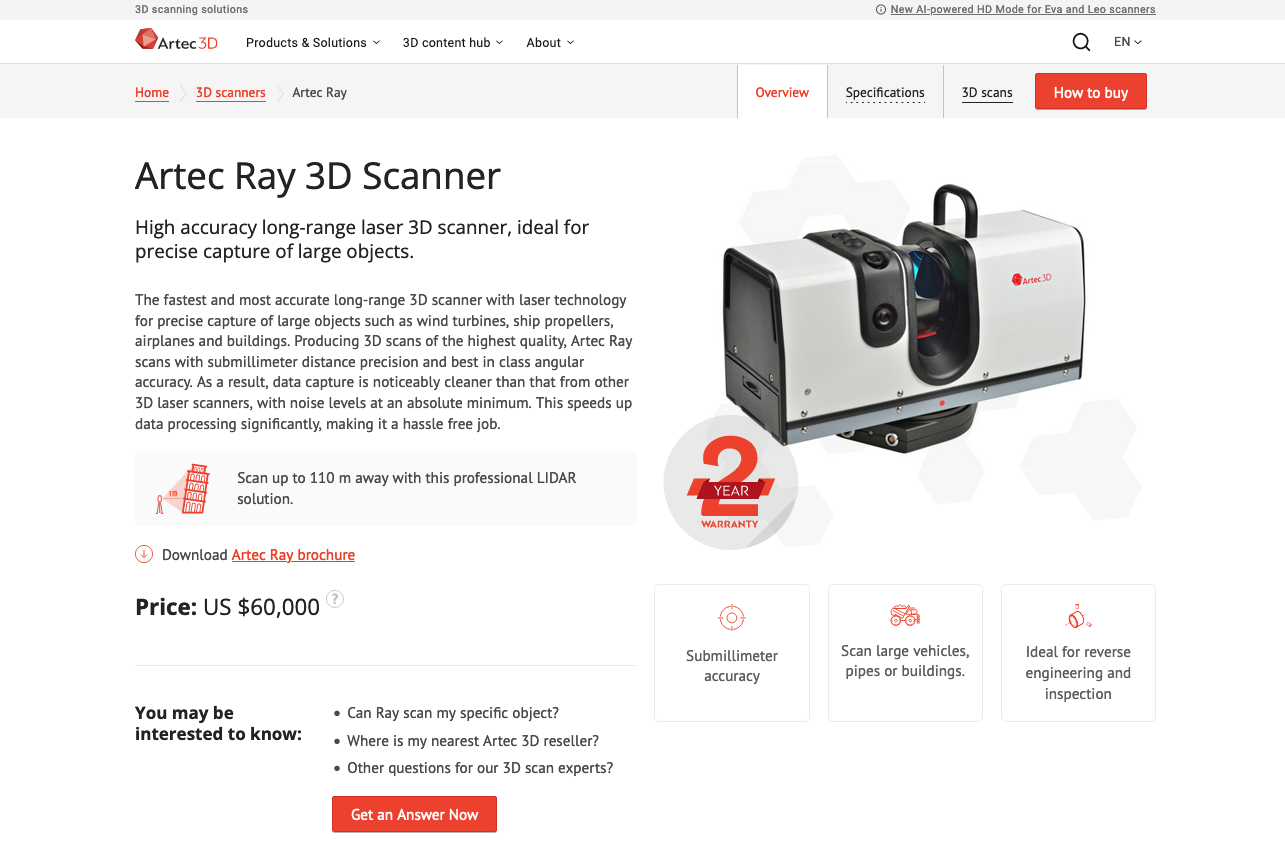 3D scanning solutions
New AI-powered HD Mode for Eva and Leo scanners
Artec3D
Products & Solutions
3D content hub
About
EN
Home
3D scanners
Artec Ray
Overview
Specifications
3D scans
How to buy
Artec Ray 3D Scanner
High accuracy long-range laser 3D scanner, ideal for
precise capture of large objects.
The fastest and most accurate long-range 3D scanner with laser technology
for precise capture of large objects such as wind turbines, ship propellers,
airplanes and buildings. Producing 3D scans of the highest quality, Artec Ray
scans with submillimeter distance precision and best in class angular
accuracy. As a result, data capture is noticeably cleaner than that from other
3D laser scanners, with noise levels at an absolute minimum. This speeds up
data processing significantly, making it a hassle free job.
110
Scan up to 110 m away with this professional LIDAR
solution.
Download Artec Ray brochure
Price: US $60,000 ?
Artec 3D
2
YEAR
WARRANTY
Submillimeter
accuracy
Scan large vehicles,
pipes or buildings.
Ideal for reverse
engineering and
inspection
You may be
interested to know:
• Can Ray scan my specific object?
• Where is my nearest Artec 3D reseller?
• Other questions for our 3D scan experts?
Get an Answer Now